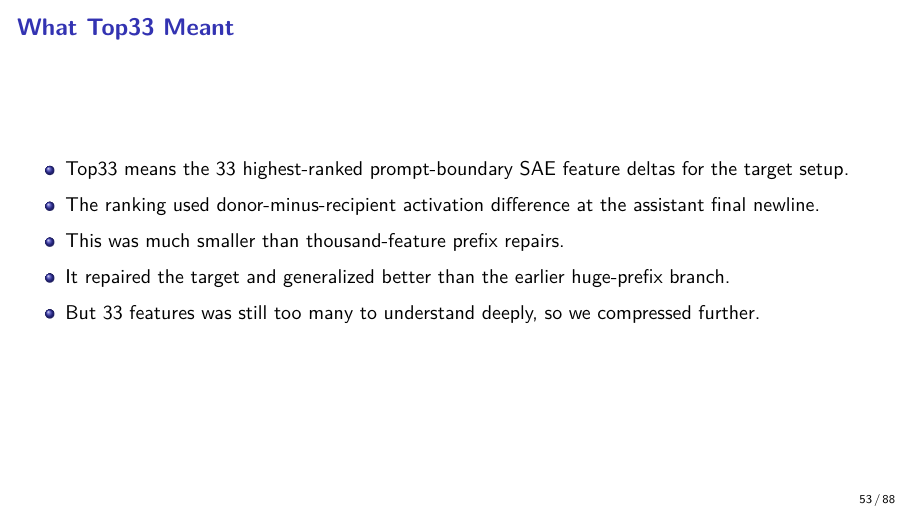 What Top33 Meant
Top33 means the 33 highest-ranked prompt-boundary SAE feature deltas for the target setup.
The ranking used donor-minus-recipient activation difference at the assistant final newline.
This was much smaller than thousand-feature prefix repairs.
It repaired the target and generalized better than the earlier huge-prefix branch.
But 33 features was still too many to understand deeply, so we compressed further.
53 / 88